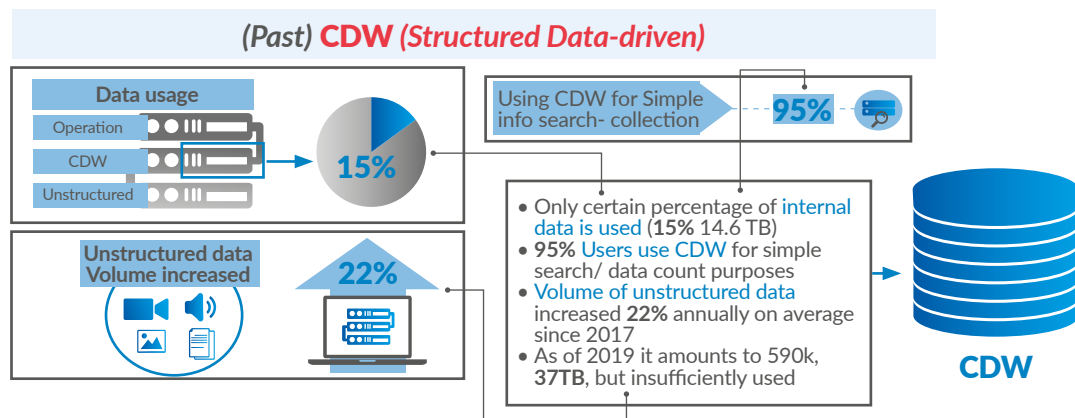 (Past) CDW (Structured Data-driven)
Data usage
Operation
CDW
Unstructured
15%
Using CDW for Simple
info search- collection
95%
Unstructured data
Volume increased
22%
• Only certain percentage of internal
data is used (15% 14.6 TB)
• 95% Users use CDW for simple
search/ data count purposes
• Volume of unstructured data
increased 22% annually on average
since 2017
• As of 2019 it amounts to 590k,
37TB, but insufficiently used
CDW